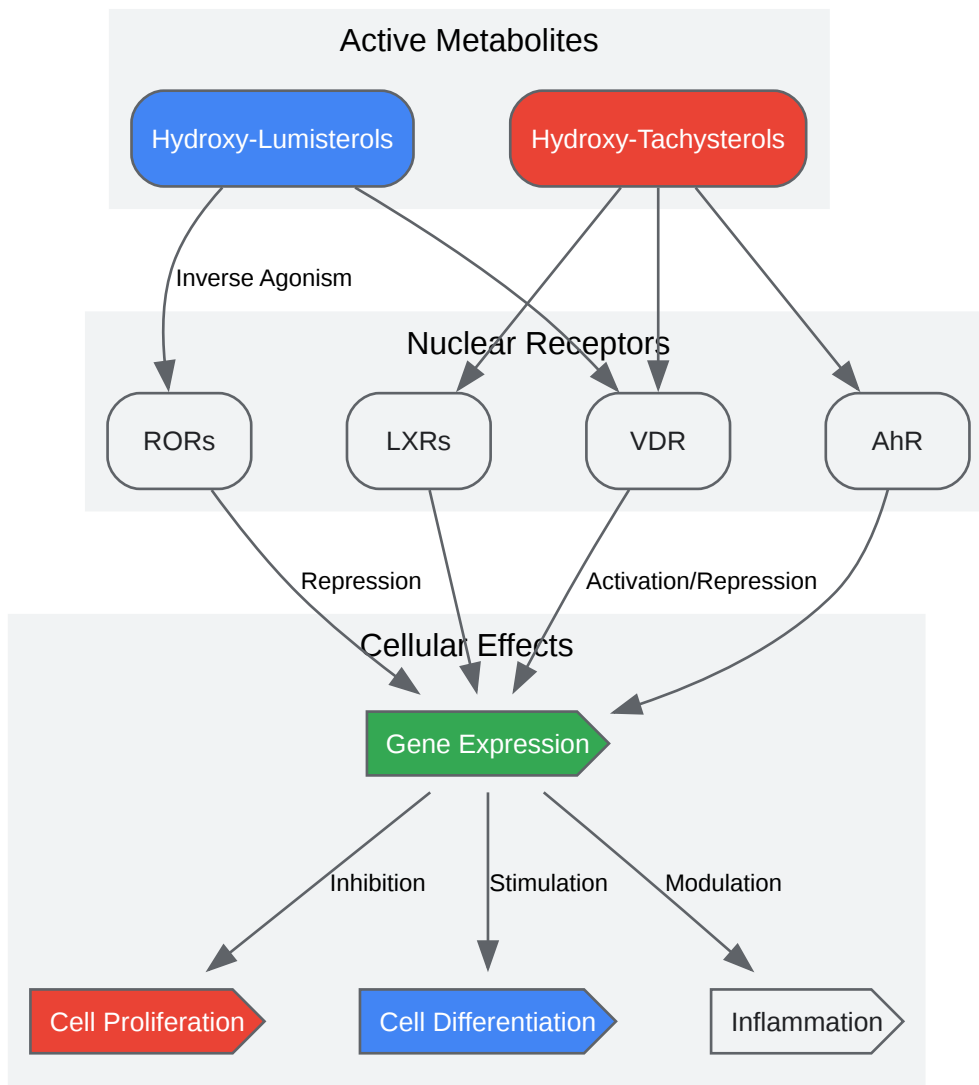 Active Metabolites
Hydroxy-Lumisterols
Hydroxy-Tachysterols
Inverse Agonism
Nuclear Receptors
RORs
LXRs
VDR
AhR
Repression
Activation/Repression
Cellular Effects
Gene Expression
Inhibition
Stimulation
Modulation
Cell Proliferation
Cell Differentiation
Inflammation